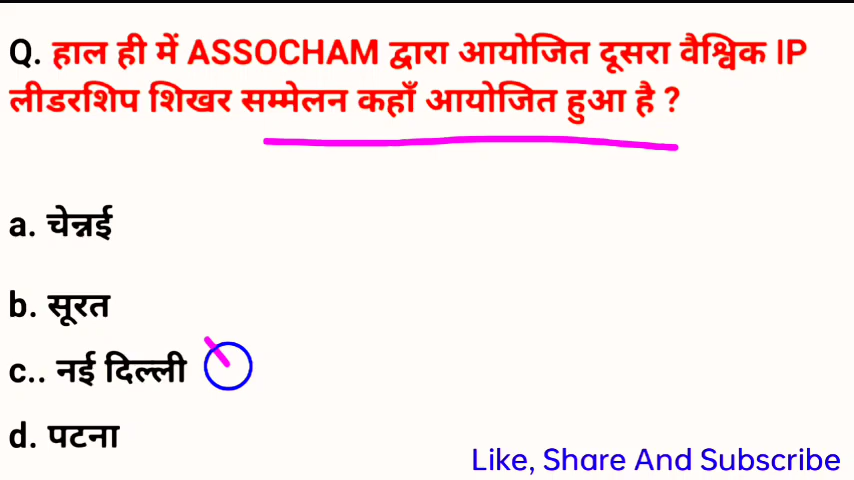 Q. हाल ही में ASSOCHAM द्वारा आयोजित दूसरा वैश्विक IP
लीडरशिप शिखर सम्मेलन कहाँ आयोजित हुआ है ?
a. चेन्नई
b. सूरत
c.. नई दिल्ली
d. पटना
Like, Share And Subscribe